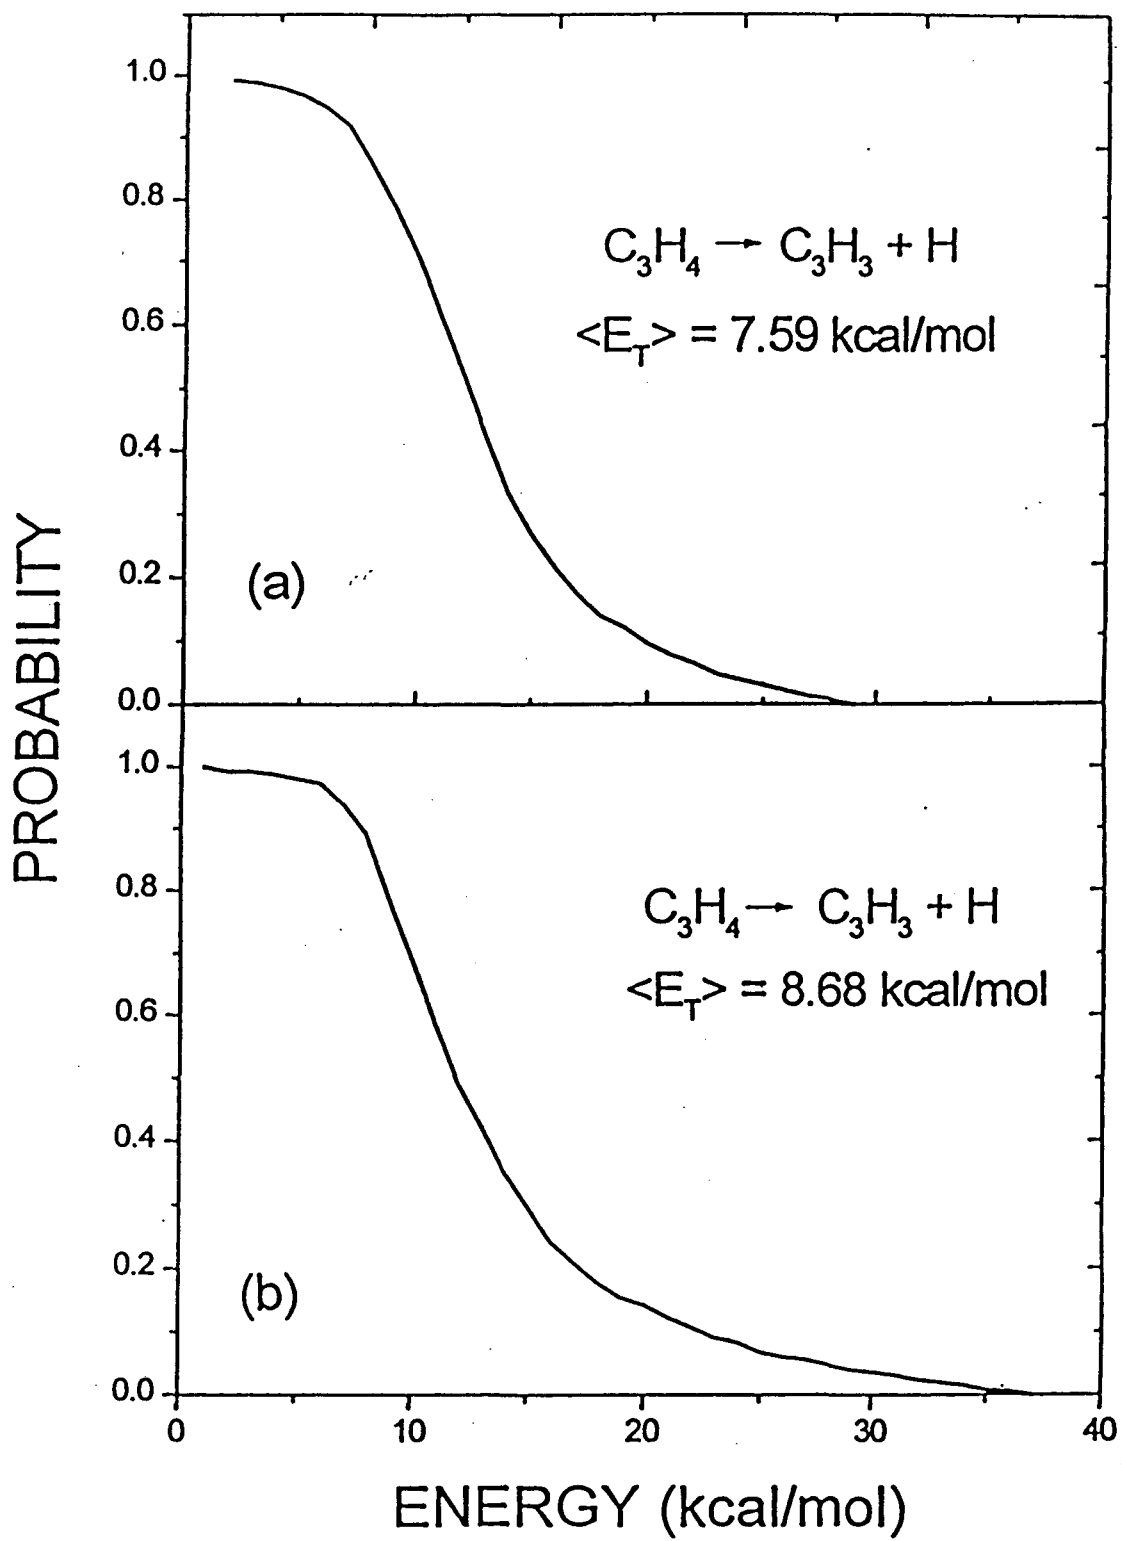 PROBABILITY
1.0
0.8
0.6
0.4
0.2
0.0
C₃H₄ → C₃H₃ + H
<E_T> = 7.59 kcal/mol
(a)
1.0
0.8
0.6
0.4
0.2
0.0
C₃H₄ → C₃H₃ + H
<E_T> = 8.68 kcal/mol
(b)
0 10 20 30 40
ENERGY (kcal/mol)